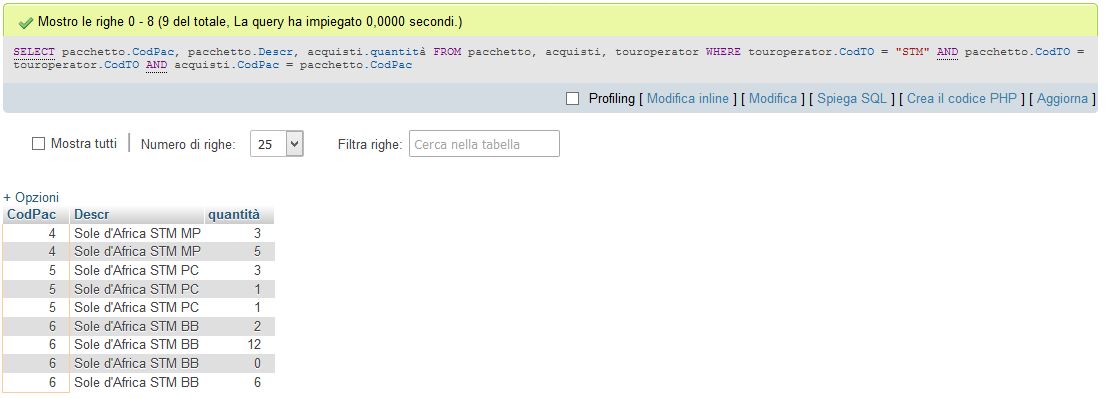 Mostro le righe 0 - 8 (9 del totale, La query ha impiegato 0,0000 secondi.)
SELECT pacchetto.CodPac, pacchetto.Descr, acquisti.quantità FROM pacchetto, acquisti, touroperator WHERE touroperator.CodTO = "STM" AND pacchetto.CodTO =
touroperator.CodTO AND acquisti.CodPac = pacchetto.CodPac
Profiling [ Modifica inline ] [ Modifica ] [ Spiega SQL ] [ Crea il codice PHP ] [ Aggiorna ]
Mostra tutti Numero di righe: 25 Filtra righe: Cerca nella tabella
+ Opzioni
CodPac Descr quantità
4 Sole d'Africa STM MP 3
4 Sole d'Africa STM MP 5
5 Sole d'Africa STM PC 3
5 Sole d'Africa STM PC 1
5 Sole d'Africa STM PC 1
6 Sole d'Africa STM BB 2
6 Sole d'Africa STM BB 12
6 Sole d'Africa STM BB 0
6 Sole d'Africa STM BB 6